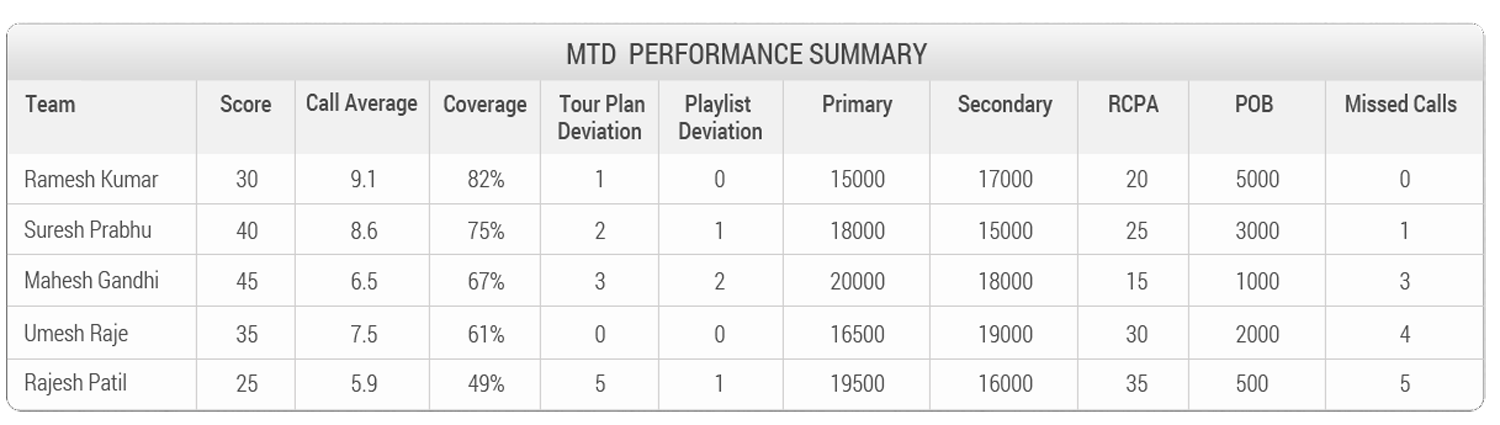 MTD PERFORMANCE SUMMARY
Team Score Call Average Coverage Tour Plan Deviation Playlist Deviation Primary Secondary RCPA POB Missed Calls
Ramesh Kumar 30 9.1 82% 1 0 15000 17000 20 5000 0
Suresh Prabhu 40 8.6 75% 2 1 18000 15000 25 3000 1
Mahesh Gandhi 45 6.5 67% 3 2 20000 18000 15 1000 3
Umesh Raje 35 7.5 61% 0 0 16500 19000 30 2000 4
Rajesh Patil 25 5.9 49% 5 1 19500 16000 35 500 5